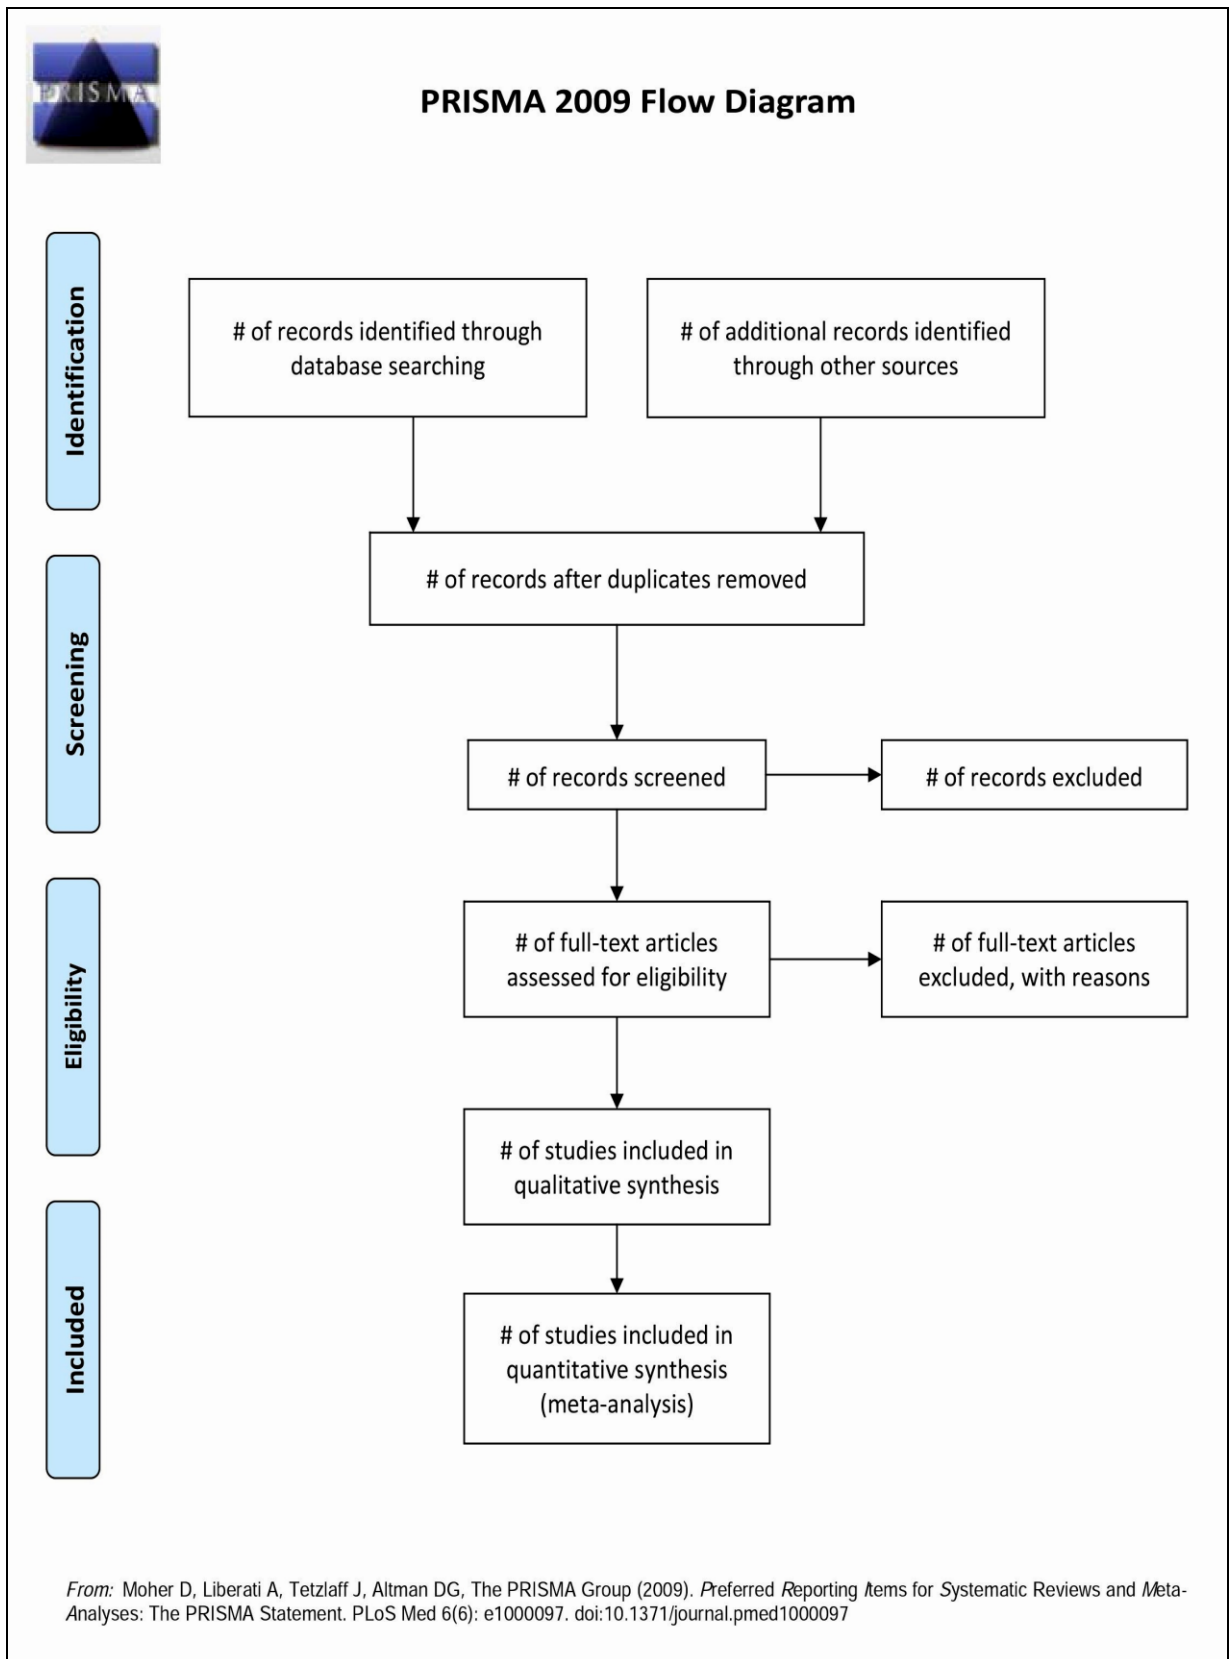 PRISMA
PRISMA 2009 Flow Diagram
Identification
# of records identified through
database searching
# of additional records identified
through other sources
# of records after duplicates removed
Screening
# of records screened
# of records excluded
Eligibility
# of full-text articles
assessed for eligibility
# of full-text articles
excluded, with reasons
# of studies included in
qualitative synthesis
Included
# of studies included in
quantitative synthesis
(meta-analysis)
From: Moher D, Liberati A, Tetzlaff J, Altman DG, The PRISMA Group (2009). Preferred Reporting Items for Systematic Reviews and Meta-
Analyses: The PRISMA Statement. PLoS Med 6(6): e1000097. doi:10.1371/journal.pmed1000097